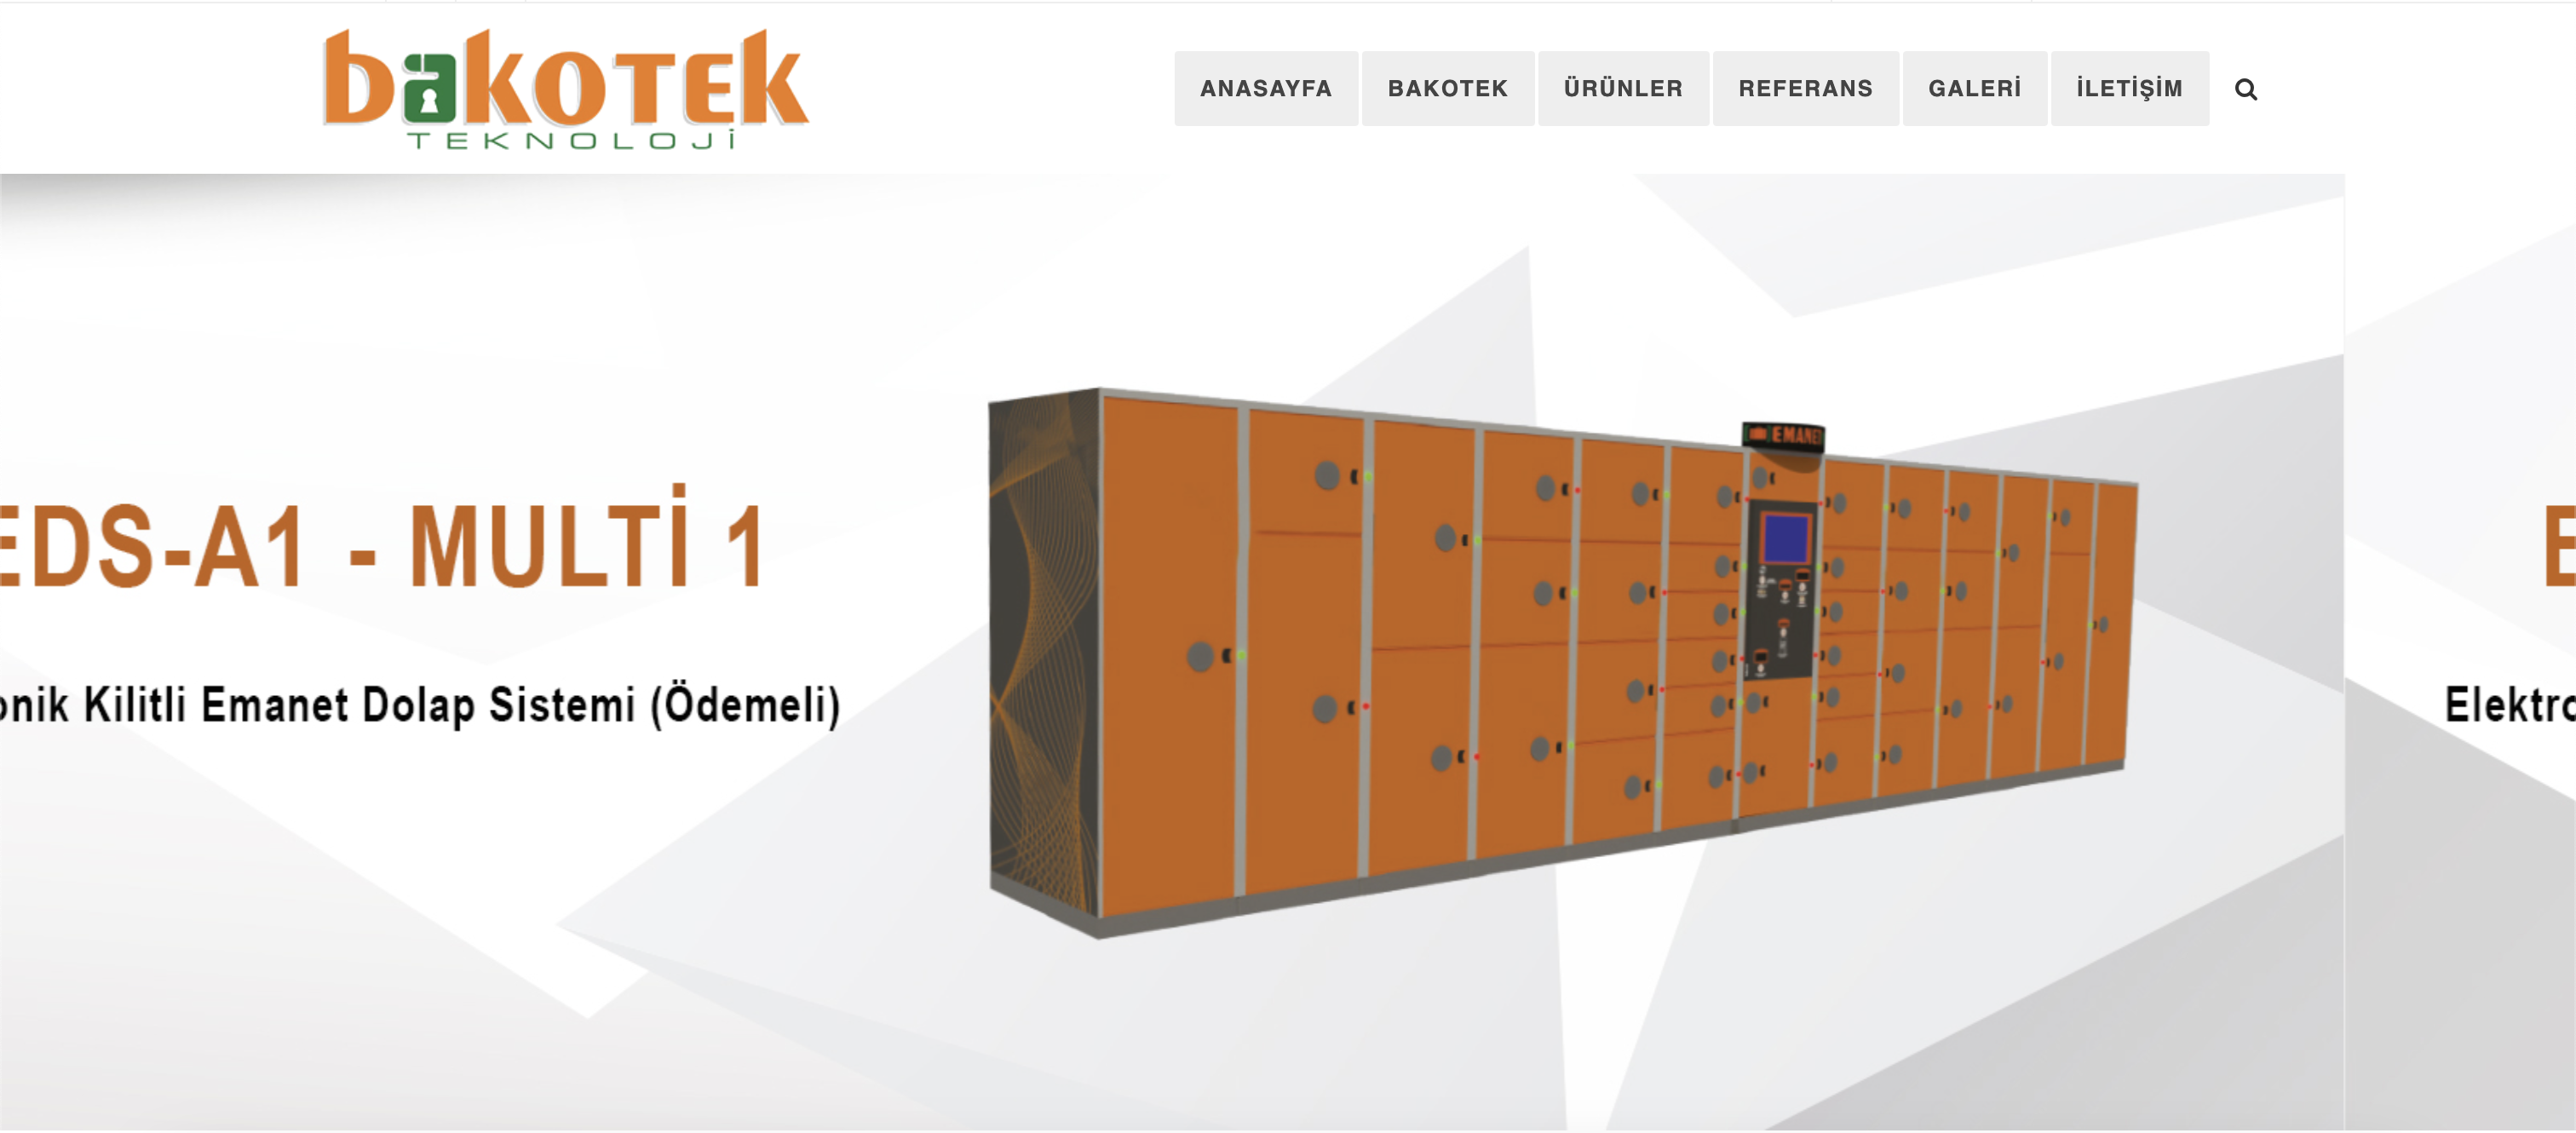 bakotek
TEKNOLOJİ
ANASAYFA
BAKOTEK
ÜRÜNLER
REFERANS
GALERİ
İLETİŞİM
EMANET
EDS-A1 - MULTİ 1
onik Kilitli Emanet Dolap Sistemi (Ödemeli)
E
Elektro